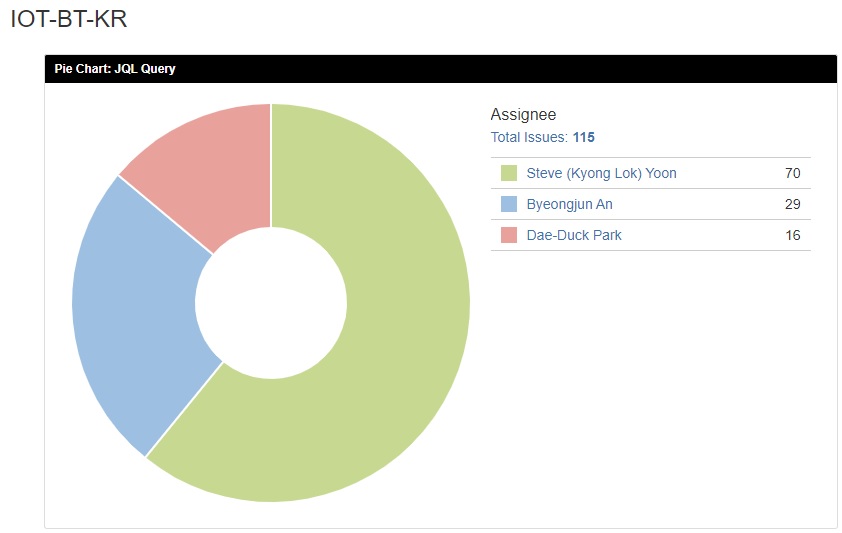 IOT-BT-KR
Pie Chart: JQL Query
Assignee
Total Issues: 115
Steve (Kyong Lok) Yoon 70
Byeongjun An 29
Dae-Duck Park 16